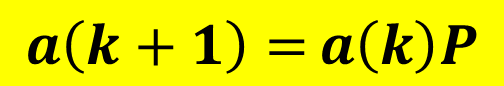 a(k + 1) = a(k)P